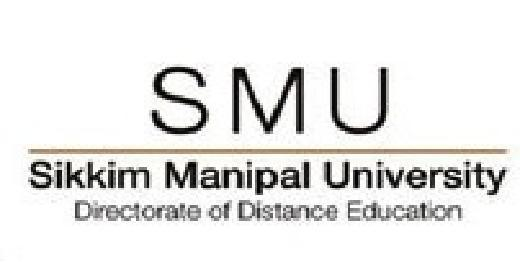 SMU
Sikkim Manipal University
Directorate of Distance Education